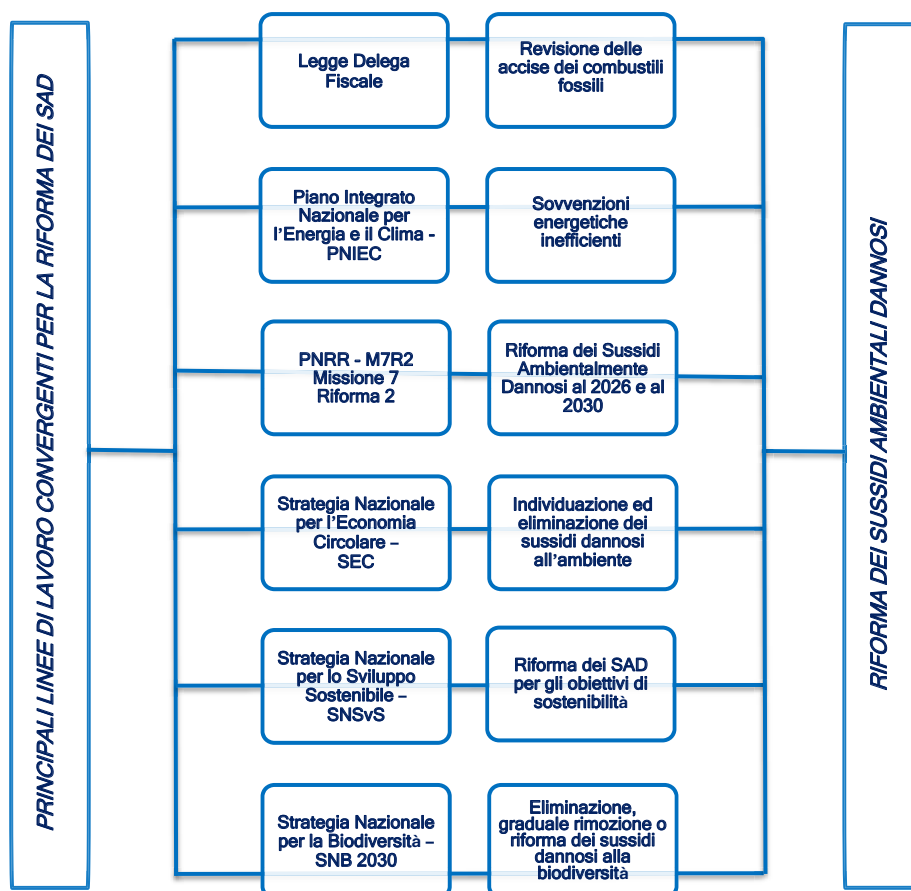 PRINCIPALI LINEE DI LAVORO CONVERGENTI PER LA RIFORMA DEI SAD
Legge Delega
Fiscale
Revisione delle
accise dei combustili
fossili
Piano Integrato
Nazionale per
l'Energia e il Clima -
PNIEC
Sovvenzioni
energetiche
inefficienti
PNRR - M7R2
Missione 7
Riforma 2
Riforma dei Sussidi
Ambientalmente
Dannosi al 2026 e al
2030
Strategia Nazionale
per l'Economia
Circolare –
SEC
Individuazione ed
eliminazione dei
sussidi dannosi
all'ambiente
Strategia Nazionale
per lo Sviluppo
Sostenibile –
SNSvS
Riforma dei SAD
per gli obiettivi di
sostenibilità
Strategia Nazionale
per la Biodiversità –
SNB 2030
Eliminazione,
graduale rimozione o
riforma dei sussidi
dannosi alla
biodiversità
RIFORMA DEI SUSSIDI AMBIENTALI DANNOSI